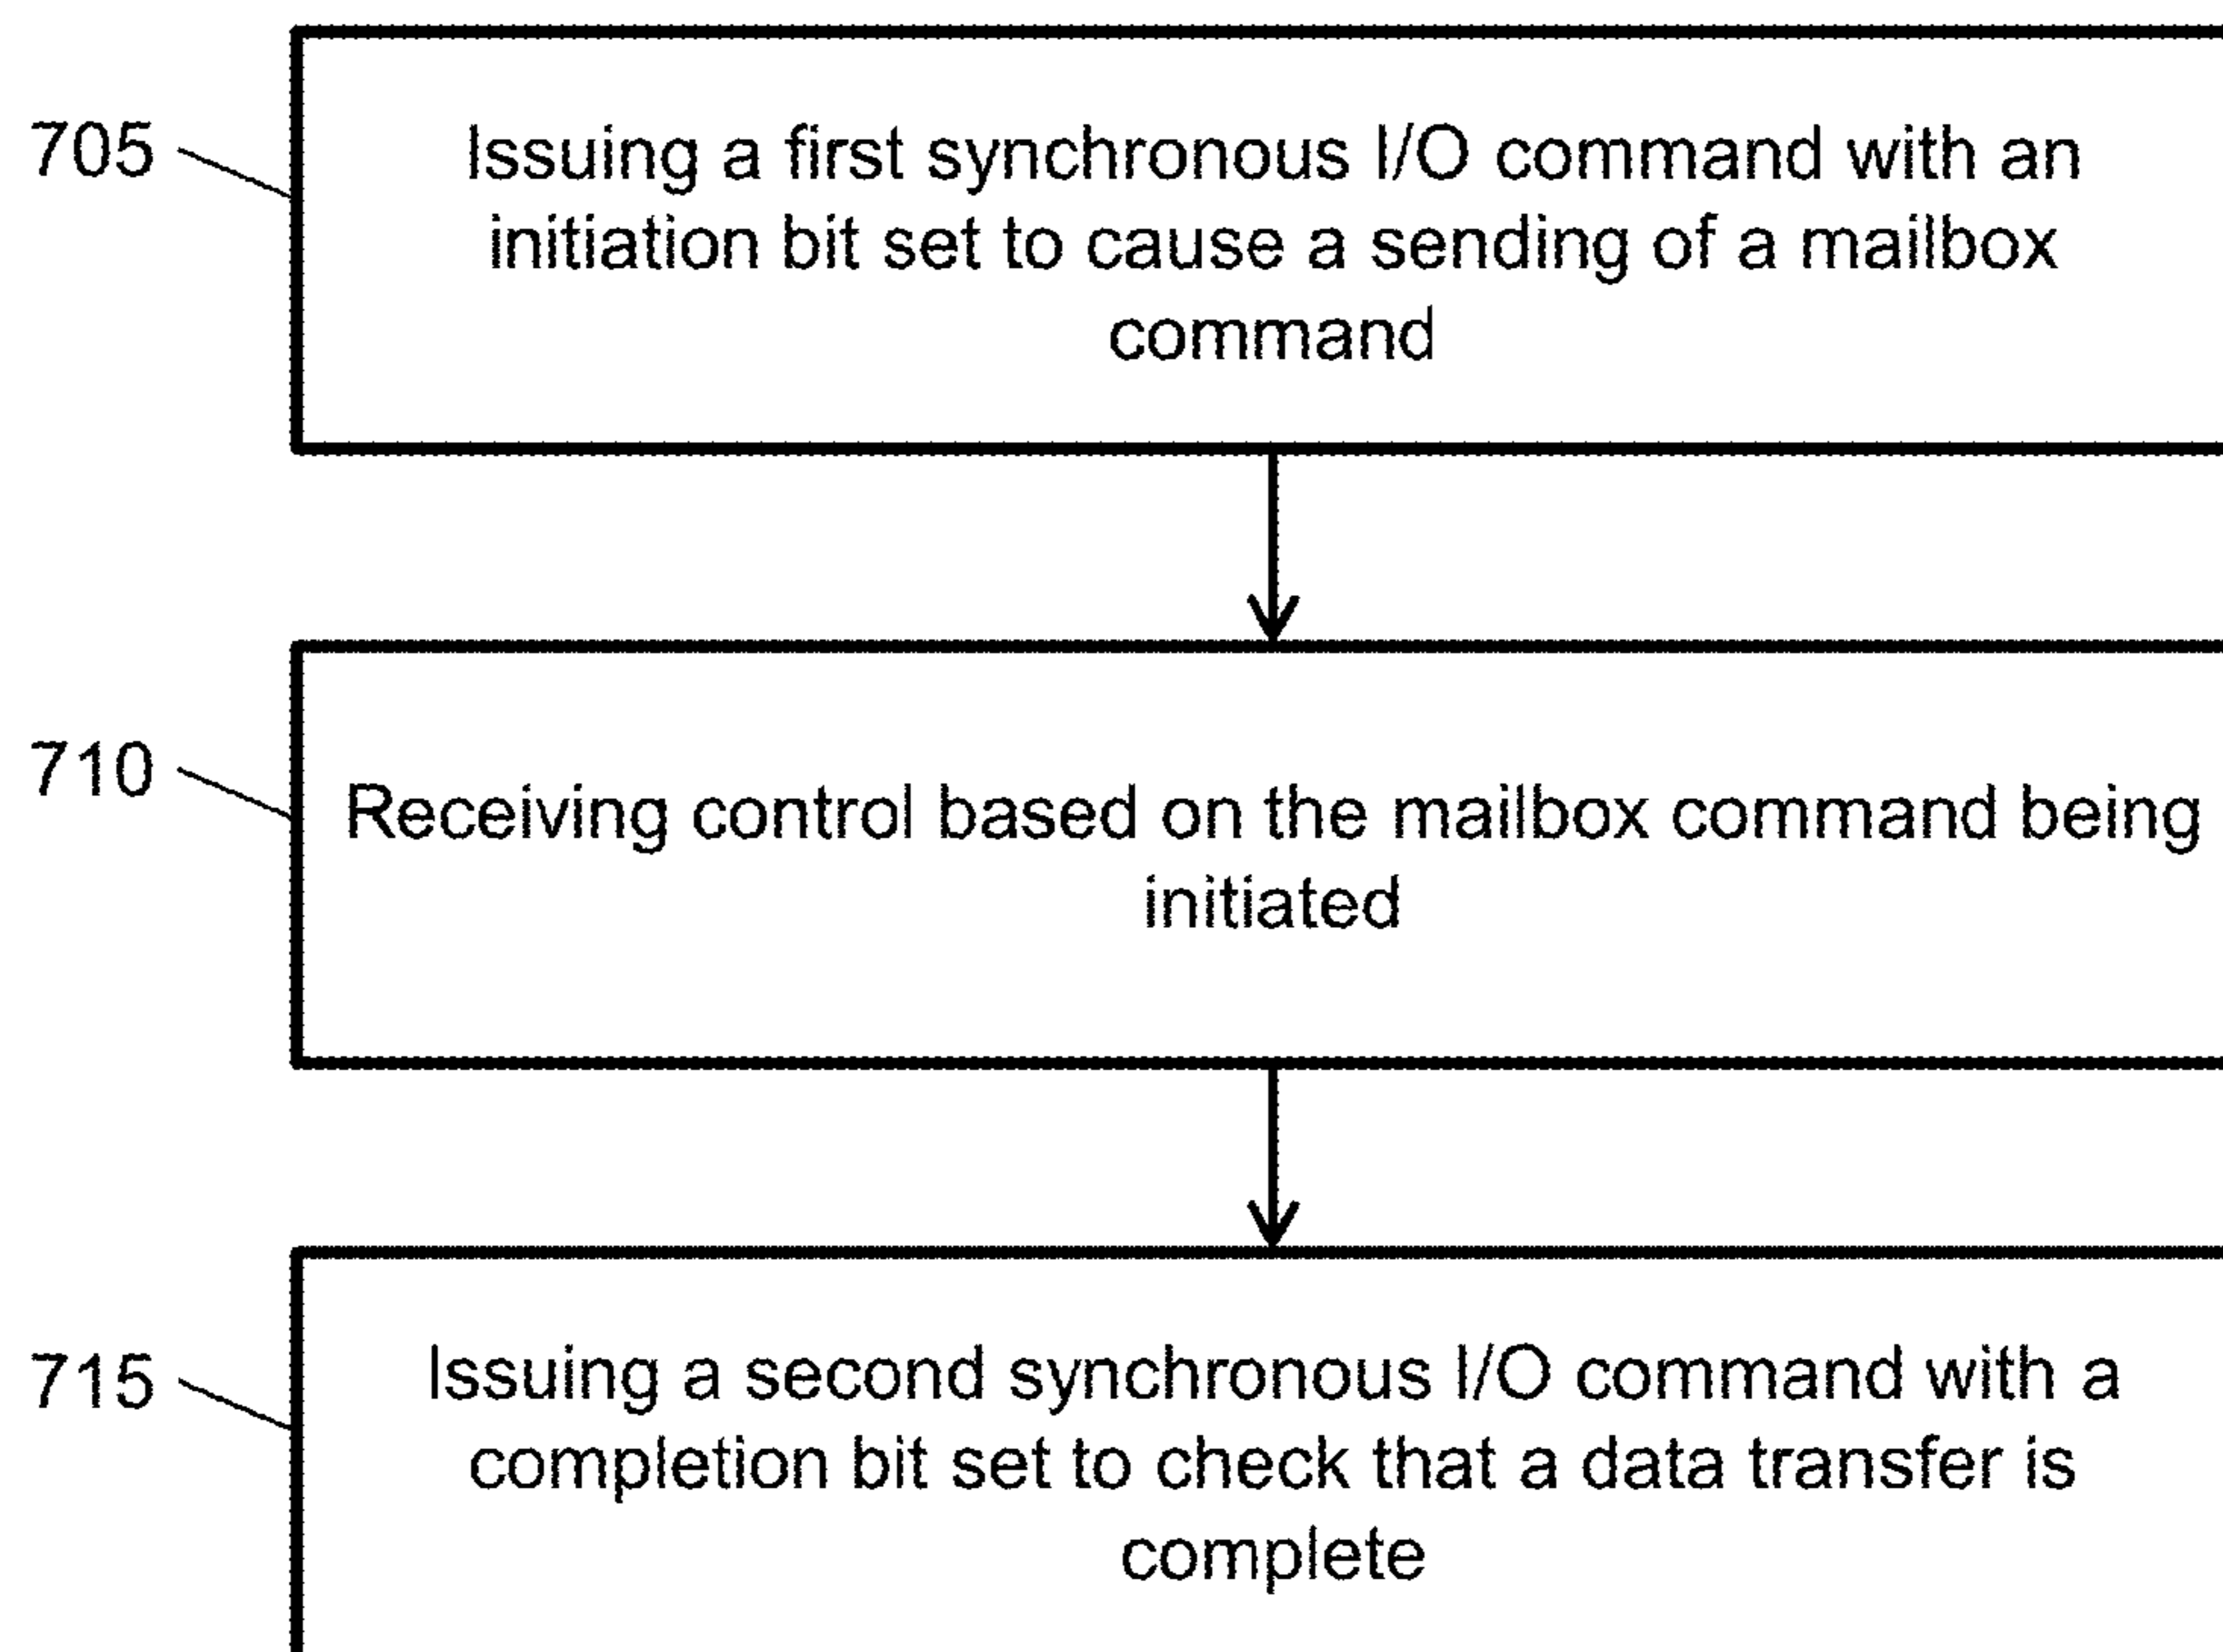 705
Issuing a first synchronous I/O command with an
initiation bit set to cause a sending of a mailbox
command
710
Receiving control based on the mailbox command being
initiated
715
Issuing a second synchronous I/O command with a
completion bit set to check that a data transfer is
complete